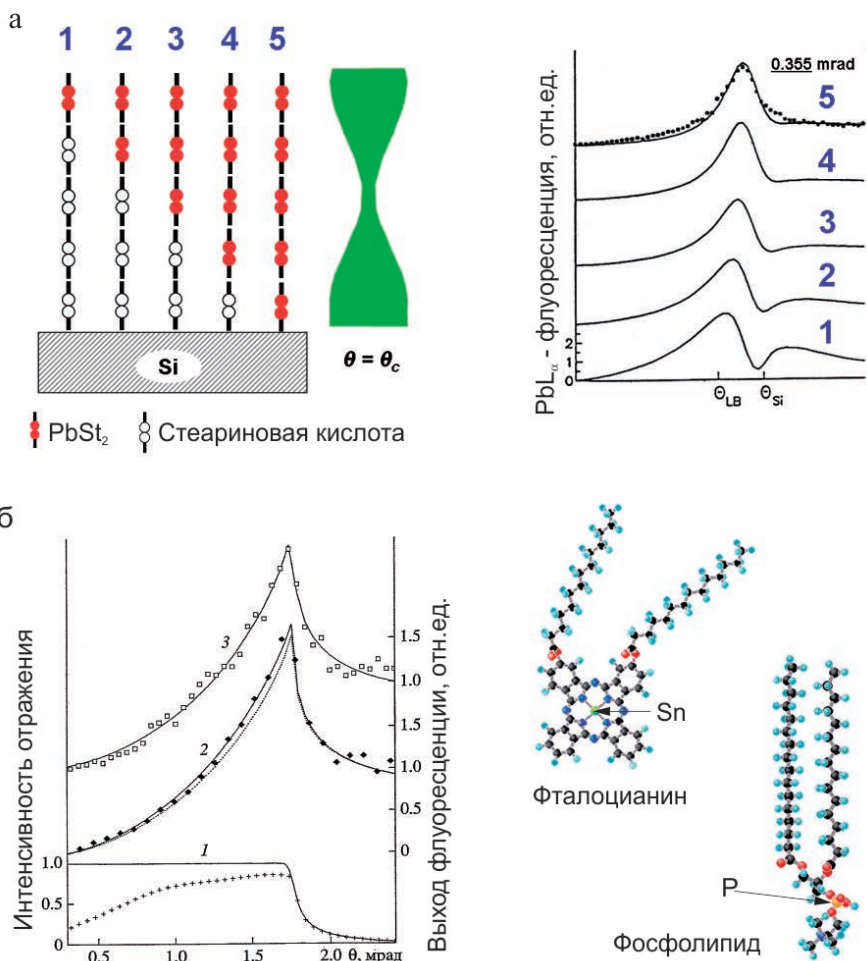 а
1 2 3 4 5
Si
θ = θc
PbSt₂
Стеариновая кислота
PbLα - флуоресценция, отн.ед.
0.355 mrad
5
4
3
2
1
2
1
0
ΘLB
ΘSi
б
Интенсивность отражения
Выход флуоресценции, отн.ед.
3
2
1
1.5
1.0
1.5
1.0
0.5
0
1.0
0.5
0
0.5 1.0 1.5 2.0 θ, мрад
Sn
Фталоцианин
P
Фосфолипид